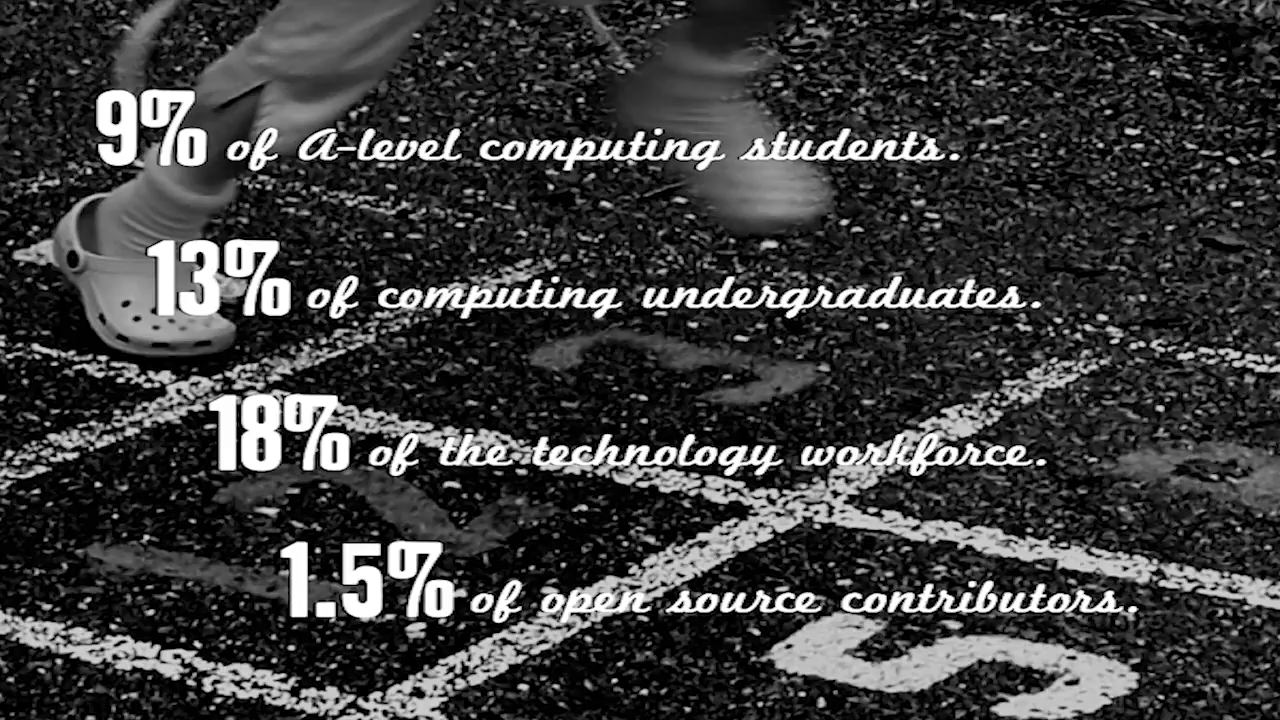 9% of A-level computing students.
13% of computing undergraduates.
18% of the technology workforce.
1.5% of open source contributors.
5